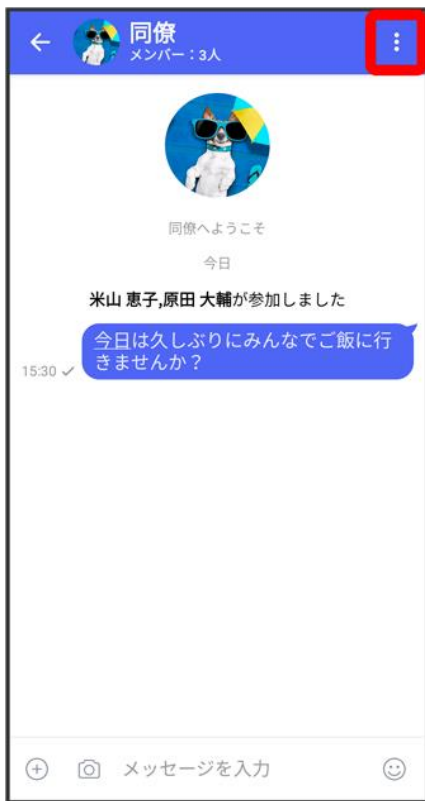 同僚
メンバー：3人
同僚へようこそ
今日
米山 恵子,原田 大輔が参加しました
今日は久しぶりにみんなでご飯に行
きませんか？
15:30
メッセージを入力